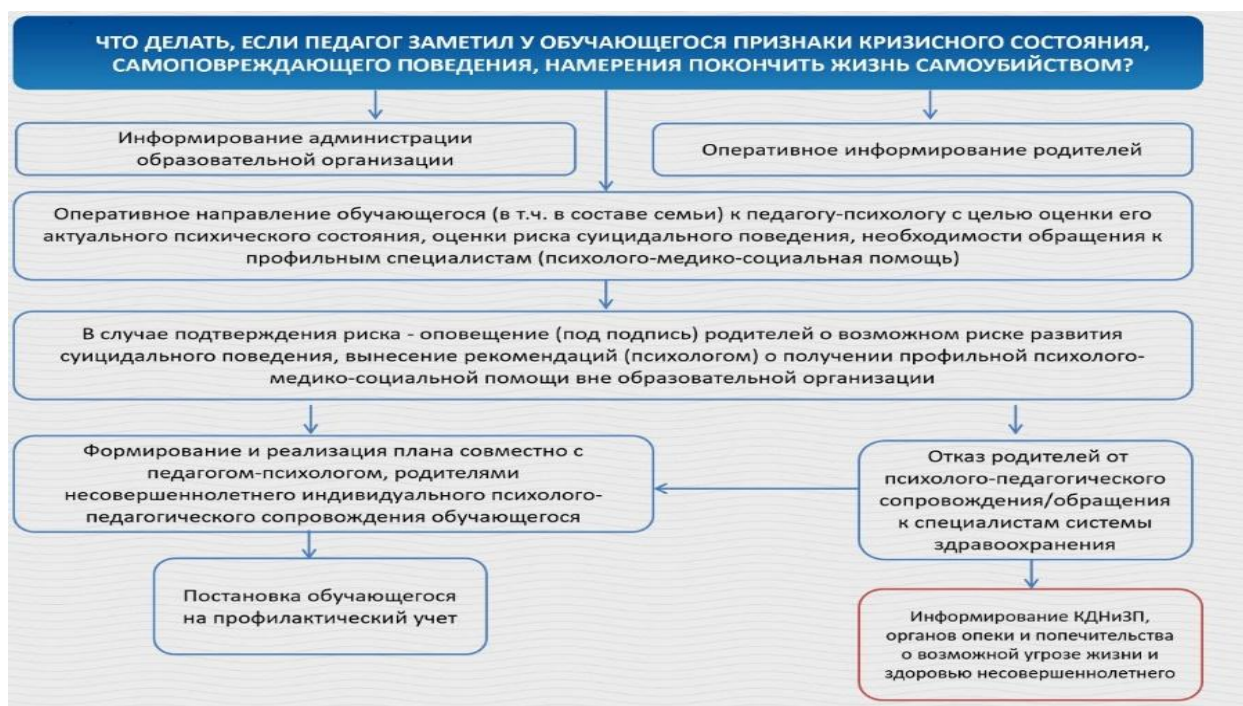 ЧТО ДЕЛАТЬ, ЕСЛИ ПЕДАГОГ ЗАМЕТИЛ У ОБУЧАЮЩЕГОСЯ ПРИЗНАКИ КРИЗИСНОГО СОСТОЯНИЯ,
САМОПОВРЕЖДАЮЩЕГО ПОВЕДЕНИЯ, НАМЕРЕНИЯ ПОКОНЧИТЬ ЖИЗНЬ САМОУБИЙСТВОМ?
Информирование администрации
образовательной организации
Оперативное информирование родителей
Оперативное направление обучающегося (в т.ч. в составе семьи) к педагогу-психологу с целью оценки его
актуального психического состояния, оценки риска суицидального поведения, необходимости обращения к
профильным специалистам (психолого-медико-социальная помощь)
В случае подтверждения риска - оповещение (под подпись) родителей о возможном риске развития
суицидального поведения, вынесение рекомендаций (психологом) о получении профильной психолого-
медико-социальной помощи вне образовательной организации
Формирование и реализация плана совместно с
педагогом-психологом, родителями
несовершеннолетнего индивидуального психолого-
педагогического сопровождения обучающегося
Отказ родителей от
психолого-педагогического
сопровождения/обращения
к специалистам системы
здравоохранения
Постановка обучающегося
на профилактический учет
Информирование КДНиЗП,
органов опеки и попечительства
о возможной угрозе жизни и
здоровью несовершеннолетнего